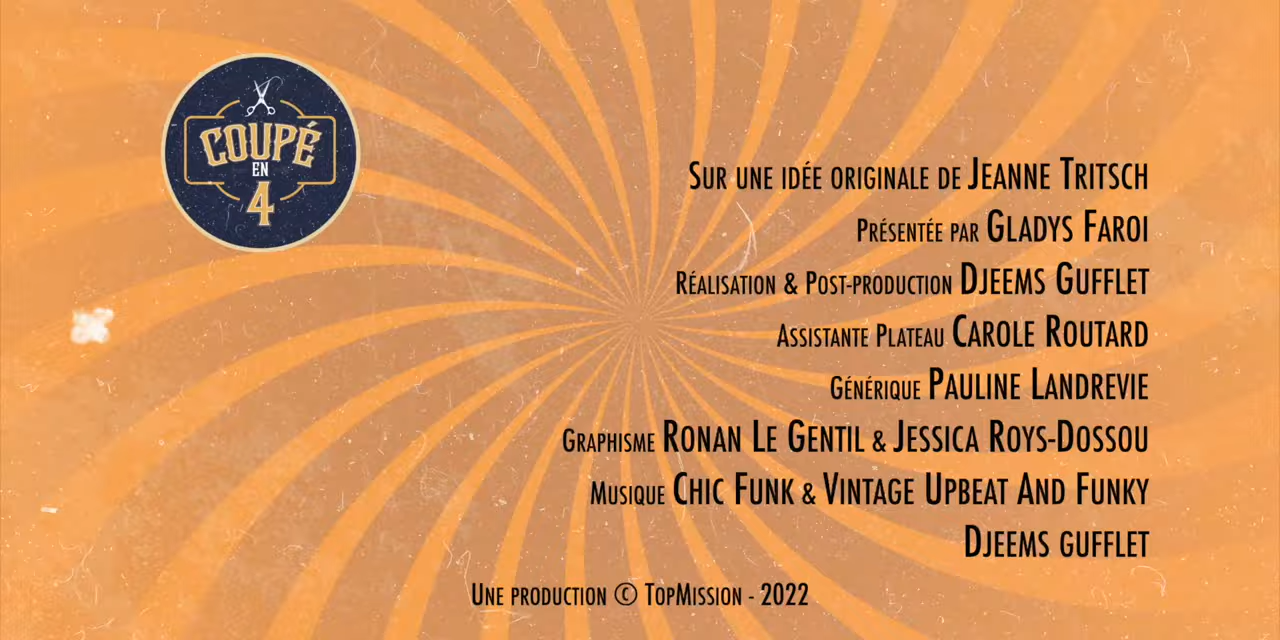 COUPÉ
EN
4
SUR UNE IDÉE ORIGINALE DE JEANNE TRITSCH
PRÉSENTÉE PAR GLADYS FAROI
RÉALISATION & POST-PRODUCTION DJEEMS GUFFLET
ASSISTANTE PLATEAU CAROLE ROUTARD
GÉNÉRIQUE PAULINE LANDREVIE
GRAPHISME RONAN LE GENTIL & JESSICA ROYS-DOSSOU
MUSIQUE CHIC FUNK & VINTAGE UPBEAT AND FUNKY
DJEEMS GUFFLET
UNE PRODUCTION © TOPMISSION - 2022